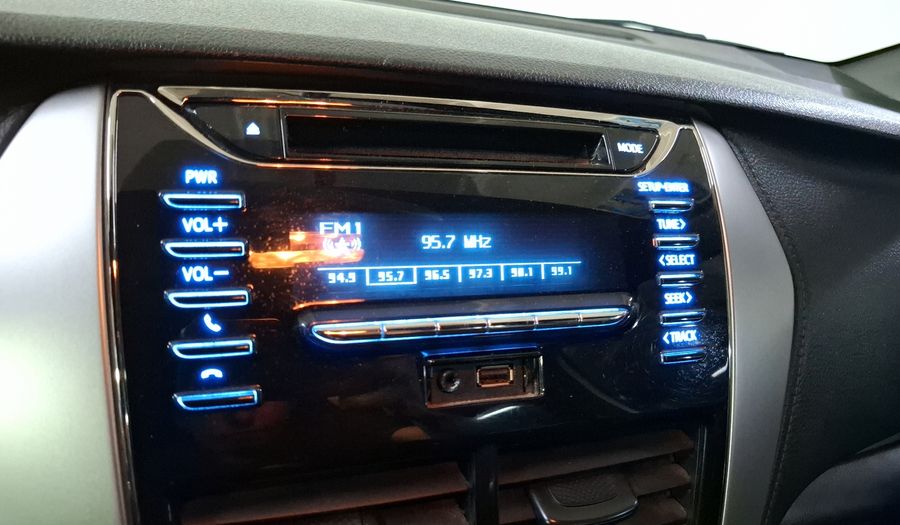 MODE
PWR
VOL+
VOL−
FM1
95.7 MHz
94.9 95.7 96.5 97.3 98.1 99.1
SETUP·ENTER
TUNE>
<SELECT
SEEK>
<TRACK